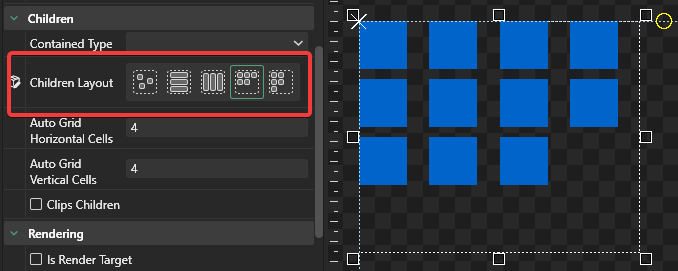 Children
Contained Type
Children Layout
Auto Grid
Horizontal Cells
4
Auto Grid
Vertical Cells
4
Clips Children
Rendering
Is Render Target